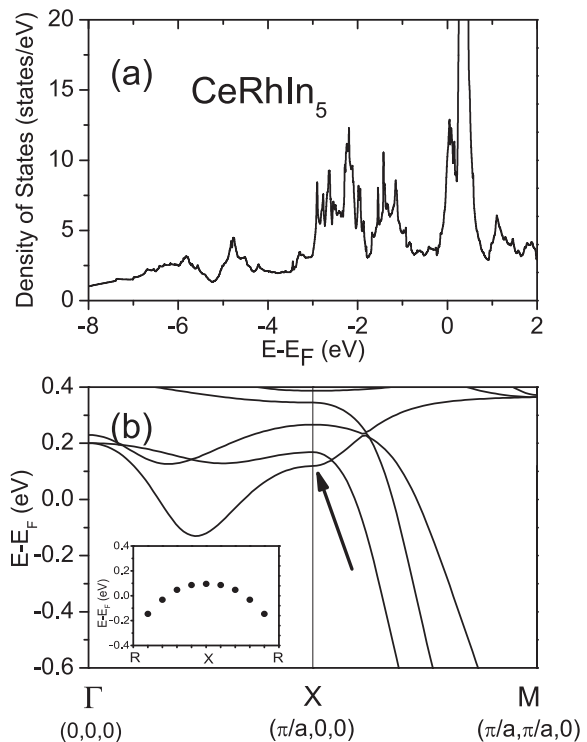 20
15
10
5
0
Density of States (states/eV)
(a)
CeRhIn5
-8
-6
-4
-2
0
2
E-EF (eV)
0.4
0.2
0.0
-0.2
-0.4
-0.6
E-EF (eV)
(b)
0.4
0.2
0.0
-0.2
-0.4
E-EF (eV)
R
X
R
Γ
X
M
(0,0,0)
(π/a,0,0)
(π/a,π/a,0)